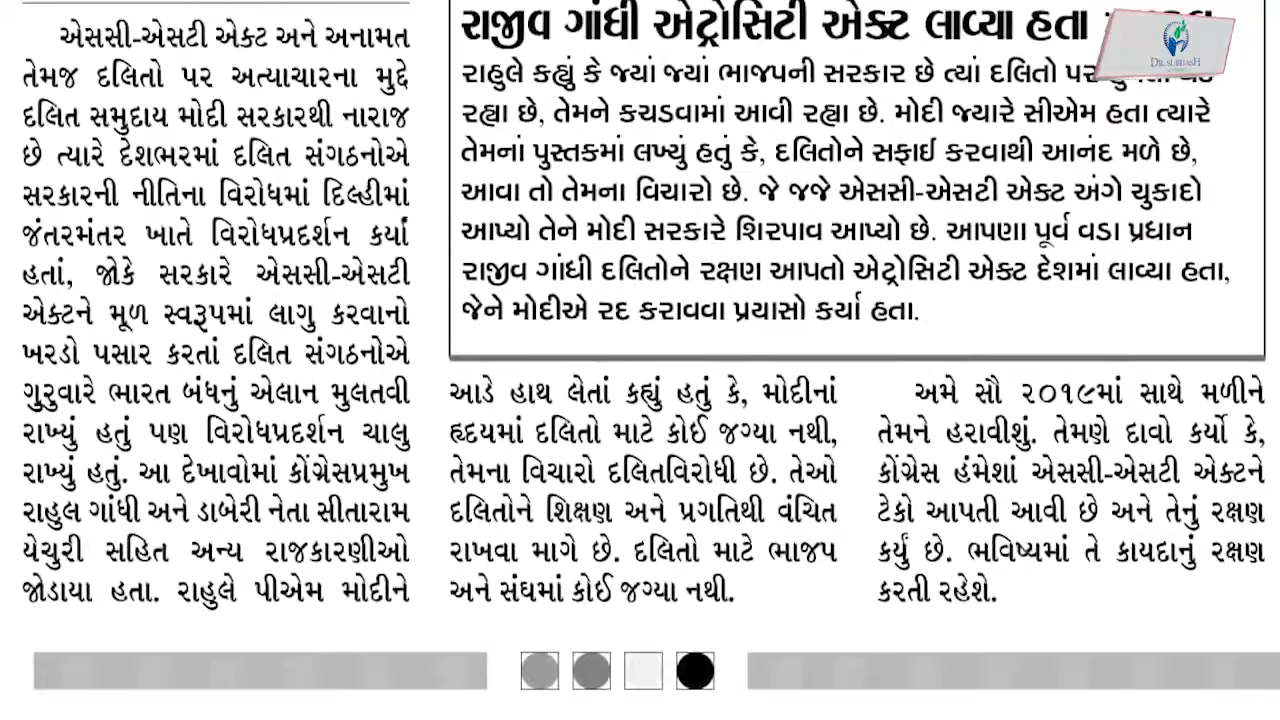 એસસી-એસટી એક્ટ અને અનામત
તેમજ દલિતો પર અત્યાચારના મુદ્દે
દલિત સમુદાય મોદી સરકારથી નારાજ
છે ત્યારે દેશભરમાં દલિત સંગઠનોએ
સરકારની નીતિના વિરોધમાં દિલ્હીમાં
જંતરમંતર ખાતે વિરોધપ્રદર્શન કર્યાં
હતાં, જોકે સરકારે એસસી-એસટી
એક્ટને મૂળ સ્વરૂપમાં લાગુ કરવાનો
ખરડો પસાર કરતાં દલિત સંગઠનોએ
ગુરુવારે ભારત બંધનું એલાન મુલતવી
રાખ્યું હતું પણ વિરોધપ્રદર્શન ચાલુ
રાખ્યું હતું. આ દેખાવોમાં કોંગ્રેસપ્રમુખ
રાહુલ ગાંધી અને ડાબેરી નેતા સીતારામ
યેચુરી સહિત અન્ય રાજકારણીઓ
જોડાયા હતા. રાહુલે પીએમ મોદીને
રાજીવ ગાંધી એટ્રોસિટી એક્ટ લાવ્યા હતા
રાહુલે કહ્યું કે જ્યાં જ્યાં ભાજપની સરકાર છે ત્યાં દલિતો પર
રહ્યા છે, તેમને કચડવામાં આવી રહ્યા છે. મોદી જ્યારે સીએમ હતા ત્યારે
તેમનાં પુસ્તકમાં લખ્યું હતું કે, દલિતોને સફાઈ કરવાથી આનંદ મળે છે,
આવા તો તેમના વિચારો છે. જે જજે એસસી-એસટી એક્ટ અંગે ચુકાદો
આપ્યો તેને મોદી સરકારે શિરપાવ આપ્યો છે. આપણા પૂર્વ વડા પ્રધાન
રાજીવ ગાંધી દલિતોને રક્ષણ આપતો એટ્રોસિટી એક્ટ દેશમાં લાવ્યા હતા,
જેને મોદીએ રદ કરાવવા પ્રયાસો કર્યા હતા.
આડે હાથ લેતાં કહ્યું હતું કે, મોદીનાં
હૃદયમાં દલિતો માટે કોઈ જગ્યા નથી,
તેમના વિચારો દલિતવિરોધી છે. તેઓ
દલિતોને શિક્ષણ અને પ્રગતિથી વંચિત
રાખવા માગે છે. દલિતો માટે ભાજપ
અને સંઘમાં કોઈ જગ્યા નથી.
અમે સૌ ૨૦૧૯માં સાથે મળીને
તેમને હરાવીશું. તેમણે દાવો કર્યો કે,
કોંગ્રેસ હંમેશાં એસસી-એસટી એક્ટને
ટેકો આપતી આવી છે અને તેનું રક્ષણ
કર્યું છે. ભવિષ્યમાં તે કાયદાનું રક્ષણ
કરતી રહેશે.
DR. SUBHASH